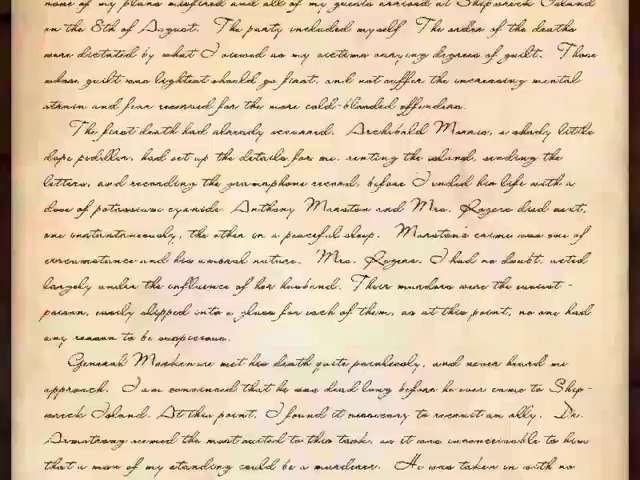 none of my plans misfired and all of my guests arrived at Shipwreck Island
on the 8th of August. The party included myself The order of the deaths
were dictated by what I viewed as my victims varying degrees of guilt. Those
whose guilt was lightest should go first, and not suffer the increasing mental
strain and fear reserved for the more cold-blooded offenders.
The first death had already occurred. Archibald Morris, a shady little
dope peddler, had set up the details for me, renting the island, sending the
letters, and recording the gramophone record, before I ended his life with a
dose of potassium cyanide. Anthony Marston and Mrs. Rogers died next,
one instantaneously, the other in a peaceful sleep. Marston's crime was one of
circumstance and his amoral nature. Mrs. Rogers, I had no doubt, acted
largely under the influence of her husband. Their murders were the easiest -
poison, easily slipped into a glass for each of them, as at this point, no one had
any reason to be suspicious.
General Mackenzie met his death quite painlessly, and never heard me
approach. I am convinced that he was dead long before he ever came to Ship-
wreck Island. At this point, I found it necessary to recruit an ally. Dr.
Armstrong seemed the most suited to this task, as it was inconceivable to him
that a man of my standing could be a murderer. He was taken in with no